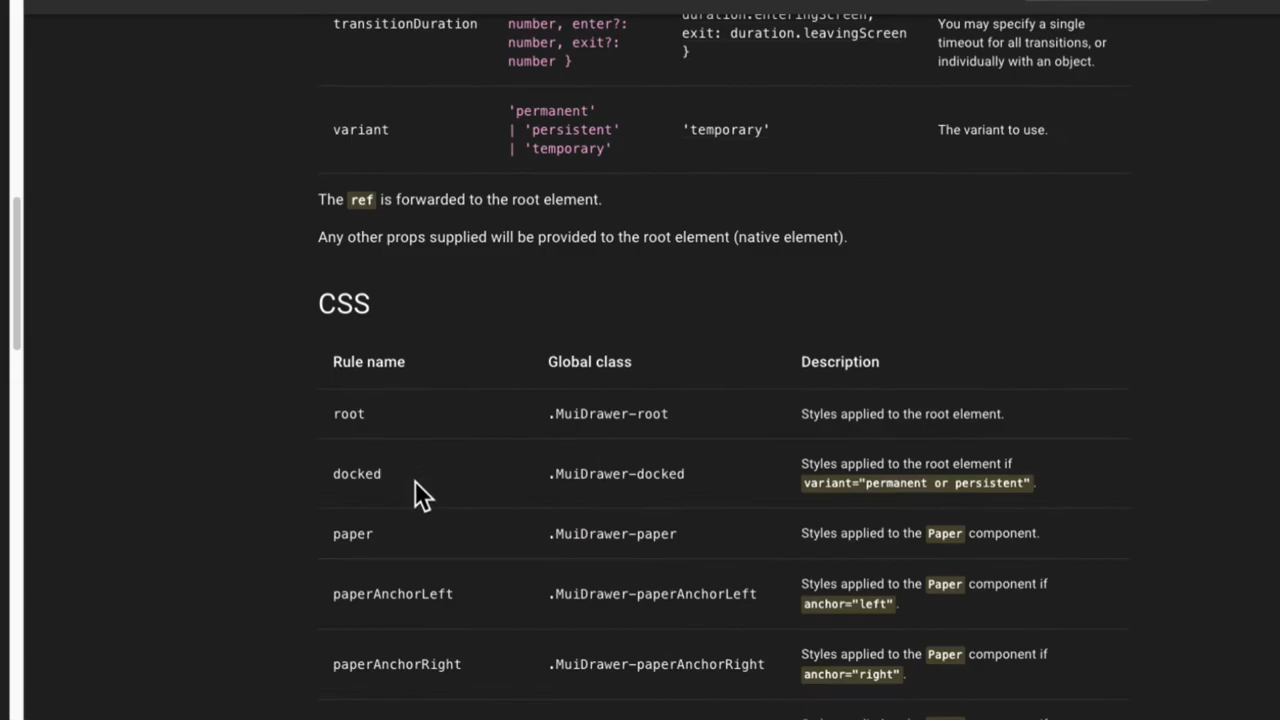 duration.enteringScreen,
transitionDuration
number, enter?:
number, exit?:
number }
exit: duration.leavingScreen
}
You may specify a single
timeout for all transitions, or
individually with an object.
variant
'permanent'
| 'persistent'
| 'temporary'
'temporary'
The variant to use.
The ref is forwarded to the root element.
Any other props supplied will be provided to the root element (native element).
CSS
Rule name Global class Description
root .MuiDrawer-root Styles applied to the root element.
docked .MuiDrawer-docked Styles applied to the root element if
variant="permanent or persistent".
paper .MuiDrawer-paper Styles applied to the Paper component.
paperAnchorLeft .MuiDrawer-paperAnchorLeft Styles applied to the Paper component if
anchor="left".
paperAnchorRight .MuiDrawer-paperAnchorRight Styles applied to the Paper component if
anchor="right".